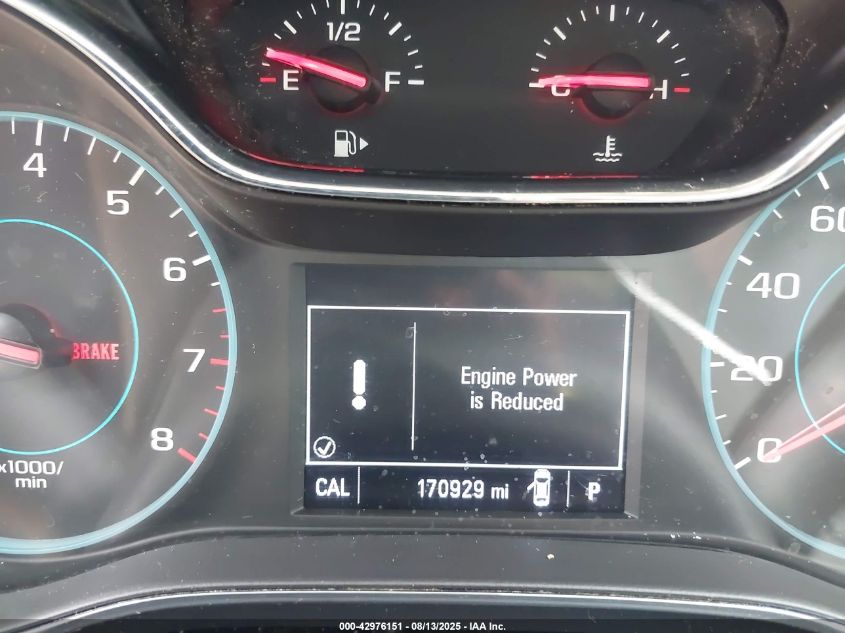 1/2
E F
C H
4
5
6
7
8
x1000/
min
BRAKE
Engine Power
is Reduced
CAL 170929 mi P
60
40
20
0
000-42976151 - 08/13/2025 - IAA Inc.